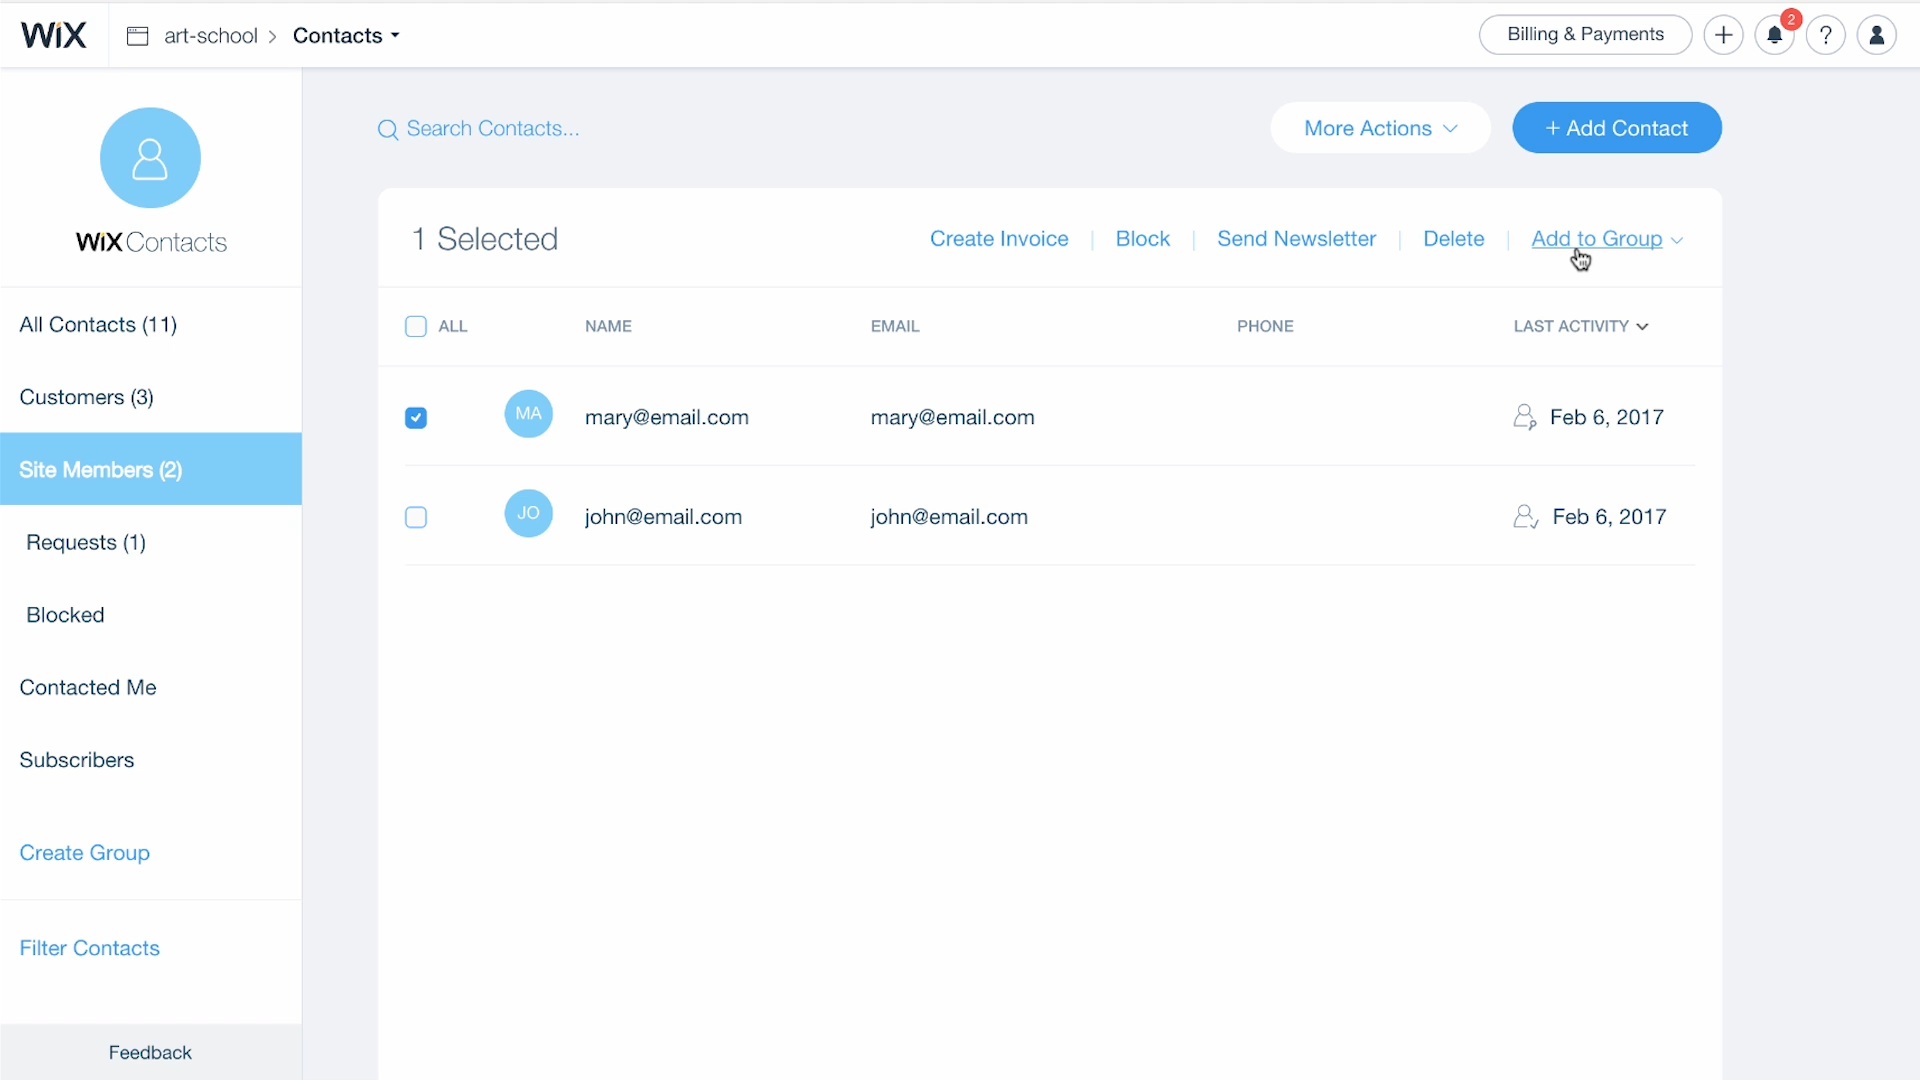 WiX art-school > Contacts Billing & Payments + 2 ?
Search Contacts... More Actions + Add Contact
WiX Contacts
1 Selected Create Invoice | Block | Send Newsletter | Delete | Add to Group
All Contacts (11)
Customers (3)
Site Members (2)
Requests (1)
Blocked
Contacted Me
Subscribers
Create Group
Filter Contacts
Feedback
ALL NAME EMAIL PHONE LAST ACTIVITY
MA mary@email.com mary@email.com Feb 6, 2017
JO john@email.com john@email.com Feb 6, 2017